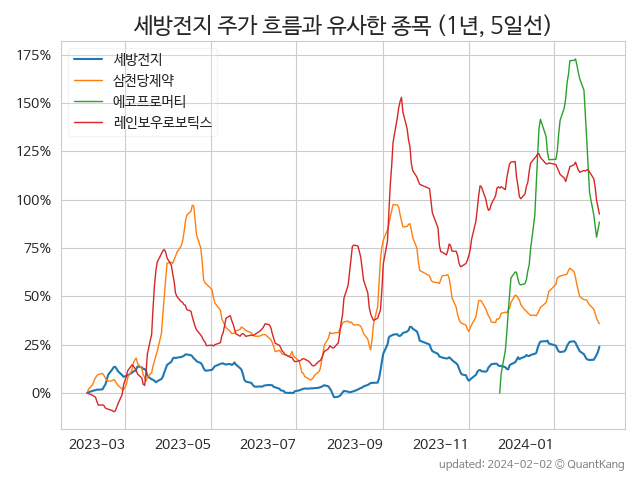 세방전지 주가 흐름과 유사한 종목 (1년, 5일선)
세방전지
삼천당제약
에코프로머티
레인보우로보틱스
175%
150%
125%
100%
75%
50%
25%
0%
2023-03 2023-05 2023-07 2023-09 2023-11 2024-01
updated: 2024-02-02 © QuantKang